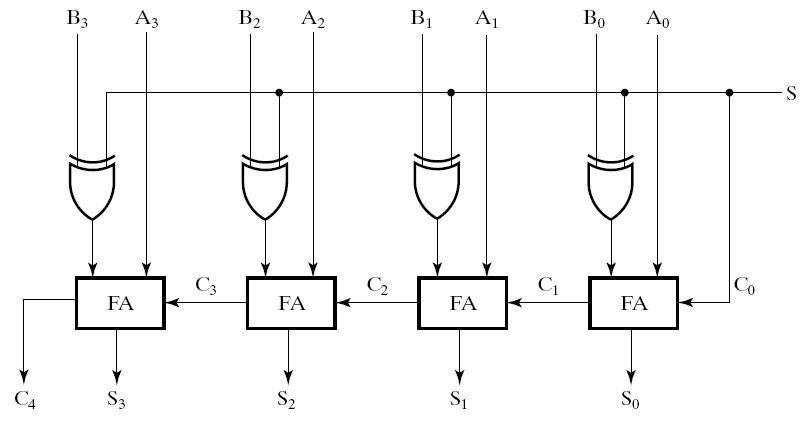 B₃ A₃ B₂ A₂ B₁ A₁ B₀ A₀
S
C₃ C₂ C₁ C₀
FA FA FA FA
C₄ S₃ S₂ S₁ S₀